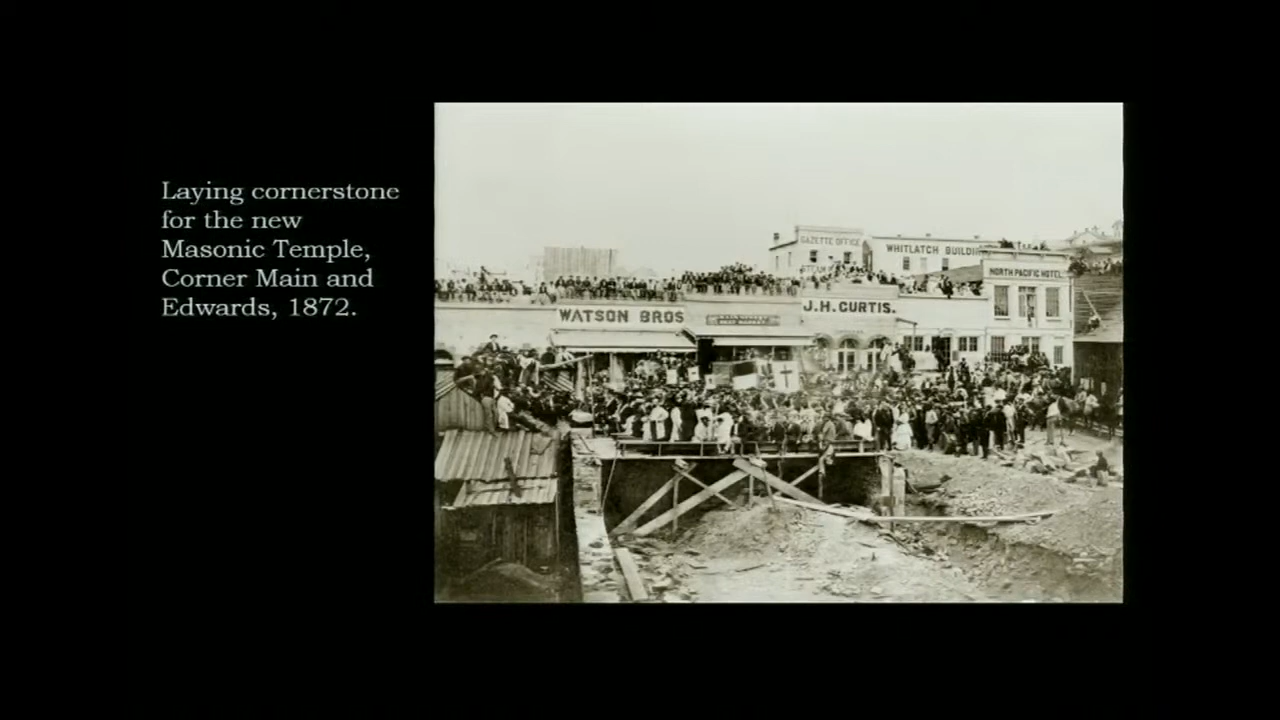 Laying cornerstone
for the new
Masonic Temple,
Corner Main and
Edwards, 1872.
GAZETTE OFFICE
WHITLATCH BUILDING
STEAM
NORTH PACIFIC HOTEL
WATSON BROS
J.H. CURTIS.